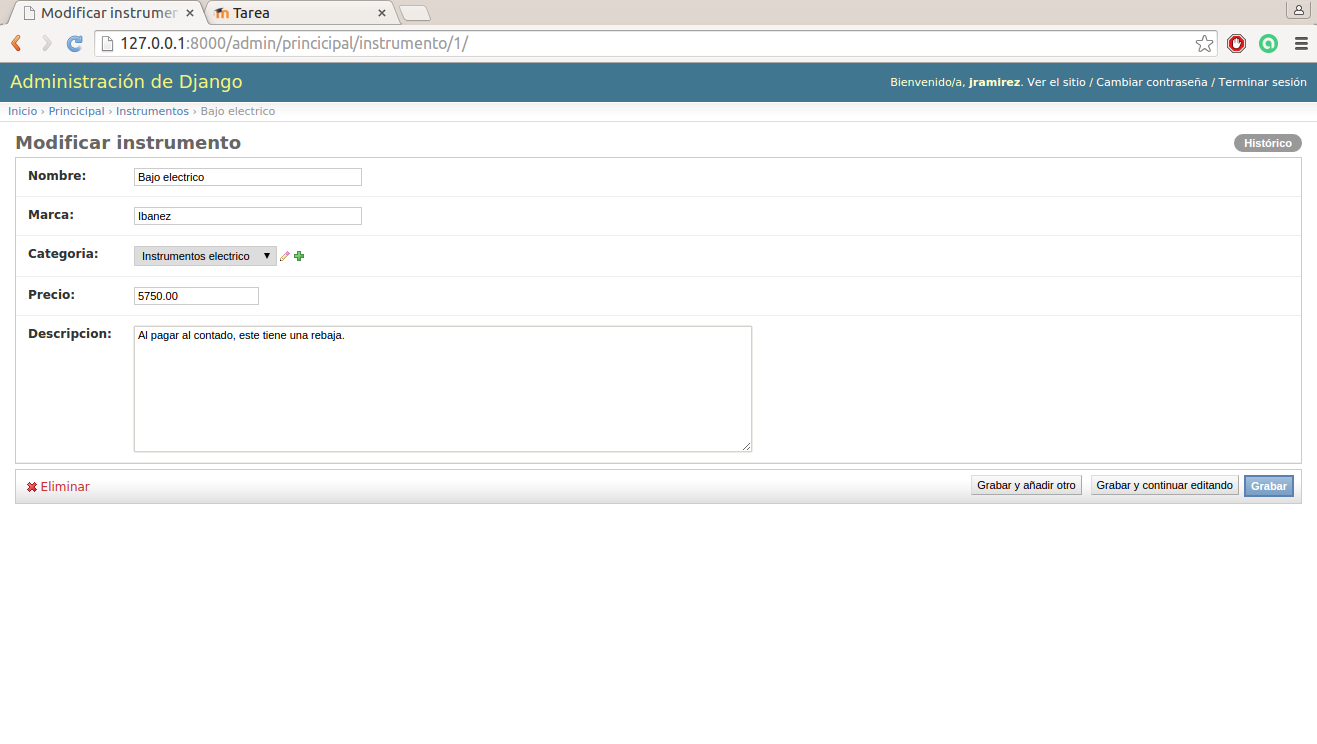 Modificar instrumer
Tarea
127.0.0.1:8000/admin/princicipal/instrumento/1/
Administración de Django
Bienvenido/a, jramirez. Ver el sitio / Cambiar contraseña / Terminar sesión
Inicio › Princicipal › Instrumentos › Bajo electrico
Modificar instrumento
Histórico
Nombre: Bajo electrico
Marca: Ibanez
Categoria: Instrumentos electrico
Precio: 5750.00
Descripcion: Al pagar al contado, este tiene una rebaja.
Eliminar
Grabar y añadir otro Grabar y continuar editando Grabar